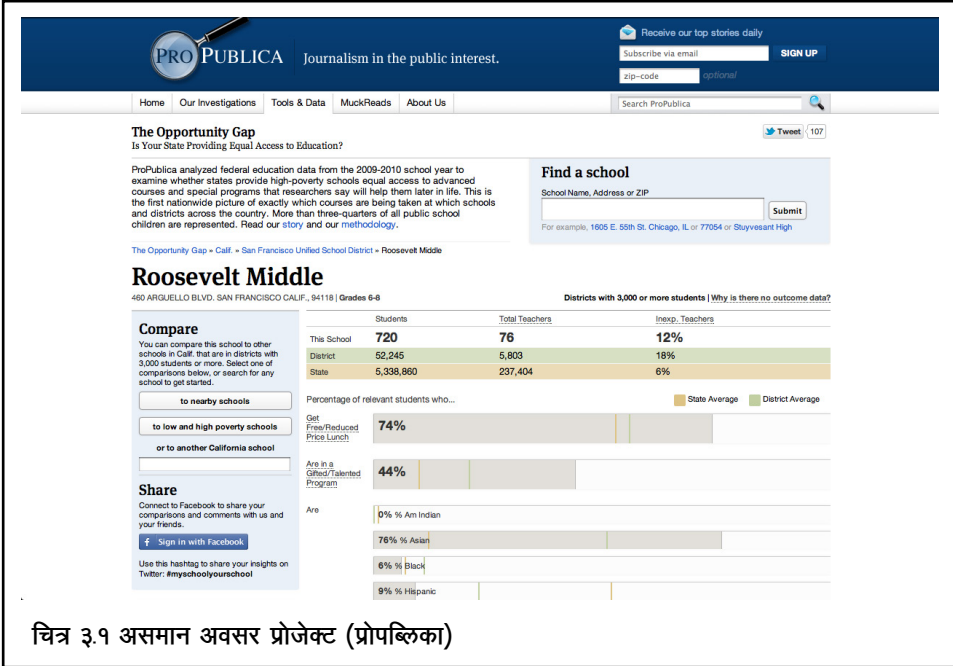 PRO PUBLICA
Journalism in the public interest.
Receive our top stories daily
Subscribe via email
SIGN UP
zip-code
optional
Home Our Investigations Tools & Data MuckReads About Us
Search ProPublica
The Opportunity Gap
Is Your State Providing Equal Access to Education?
Tweet 107
ProPublica analyzed federal education data from the 2009-2010 school year to
examine whether states provide high-poverty schools equal access to advanced
courses and special programs that researchers say will help them later in life. This is
the first nationwide picture of exactly which courses are being taken at which schools
and districts across the country. More than three-quarters of all public school
children are represented. Read our story and our methodology.
Find a school
School Name, Address or ZIP
Submit
For example, 1605 E. 55th St. Chicago, IL or 77054 or Stuyvesant High
The Opportunity Gap » Calif. » San Francisco Unified School District » Roosevelt Middle
Roosevelt Middle
460 ARGUELLO BLVD. SAN FRANCISCO CALIF., 94118 | Grades 6-8
Districts with 3,000 or more students | Why is there no outcome data?
Compare
You can compare this school to other
schools in Calif. that are in districts with
3,000 students or more. Select one of
comparisons below, or search for any
school to get started.
to nearby schools
to low and high poverty schools
or to another California school
Share
Connect to Facebook to share your
comparisons and comments with us and
your friends.
f Sign in with Facebook
Use this hashtag to share your insights on
Twitter: #myschoolyourschool
Students Total Teachers Inexp. Teachers
This School 720 76 12%
District 52,245 5,803 18%
State 5,338,860 237,404 6%
Percentage of relevant students who...
State Average District Average
Get
Free/Reduced
Price Lunch
74%
Are in a
Gifted/Talented
Program
44%
Are
0% % Am Indian
76% % Asian
6% % Black
9% % Hispanic
चित्र ३.१ असमान अवसर प्रोजेक्ट (प्रोपब्लिका)